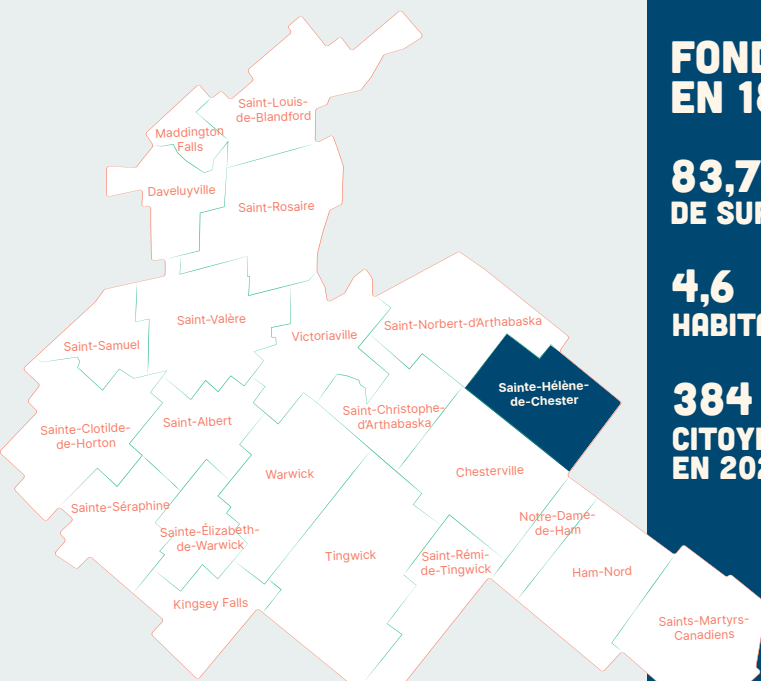 Saint-Louis-
de-Blandford
Maddington
Falls
Daveluyville
Saint-Rosaire
Saint-Valère
Saint-Samuel
Victoriaville
Saint-Norbert-d'Arthabaska
Sainte-Hélène-
de-Chester
Saint-Christophe-
d'Arthabaska
Sainte-Clotilde-
de-Horton
Saint-Albert
Warwick
Chesterville
Sainte-Séraphine
Sainte-Élizabeth-
de-Warwick
Notre-Dame-
de-Ham
Tingwick
Saint-Rémi-
de-Tingwick
Ham-Nord
Kingsey Falls
Saints-Martyrs-
Canadiens
FOND
EN 18
83,7
DE SUR
4,6
HABITA
384
CITOYE
EN 202